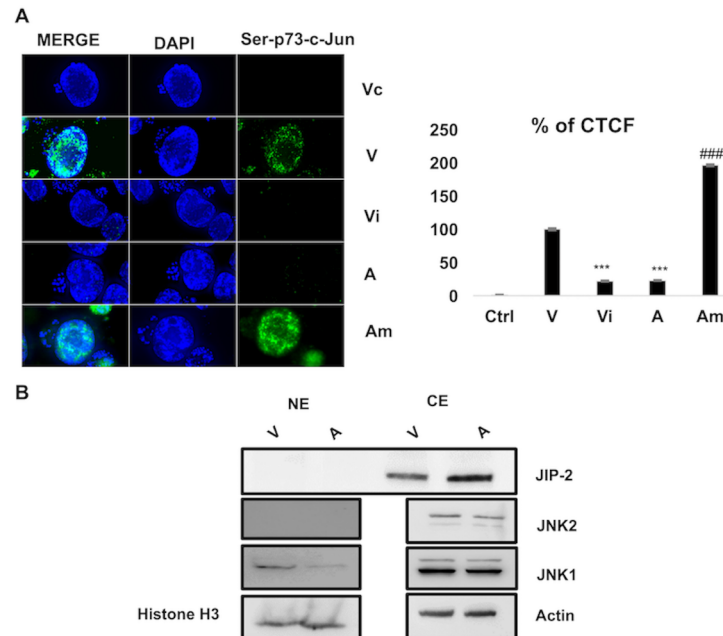 A
MERGE DAPI Ser-p73-c-Jun
Vc
V
Vi
A
Am
% of CTCF
250
200
150
100
50
0
###
*** ***
Ctrl V Vi A Am
B
NE CE
V A V A
JIP-2
JNK2
JNK1
Histone H3 Actin